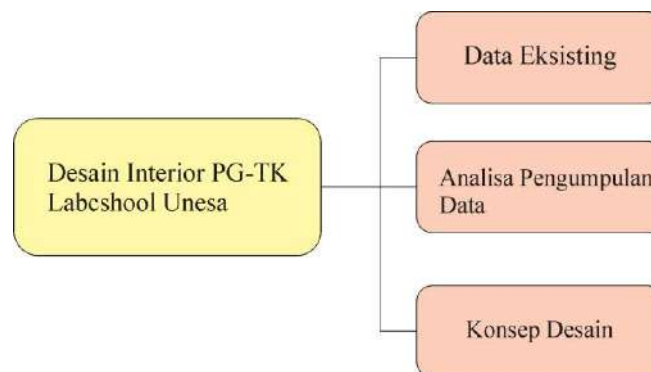 Data Eksisting
Desain Interior PG-TK
Labcshool Unesa
Analisa Pengumpulan
Data
Konsep Desain